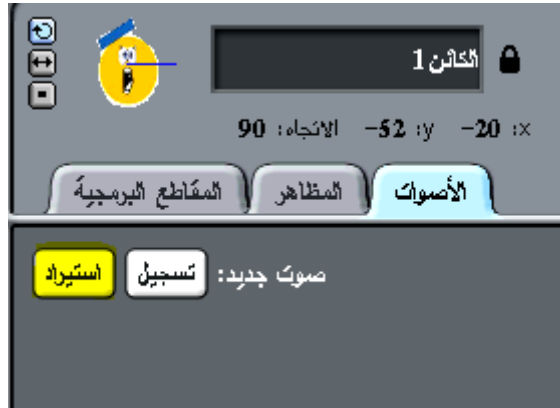 الكائن1
x: -20 y: -52 الاتجاه: 90
الأصوات المظاهر المقاطع البرمجية
صوت جديد: تسجيل استيراد